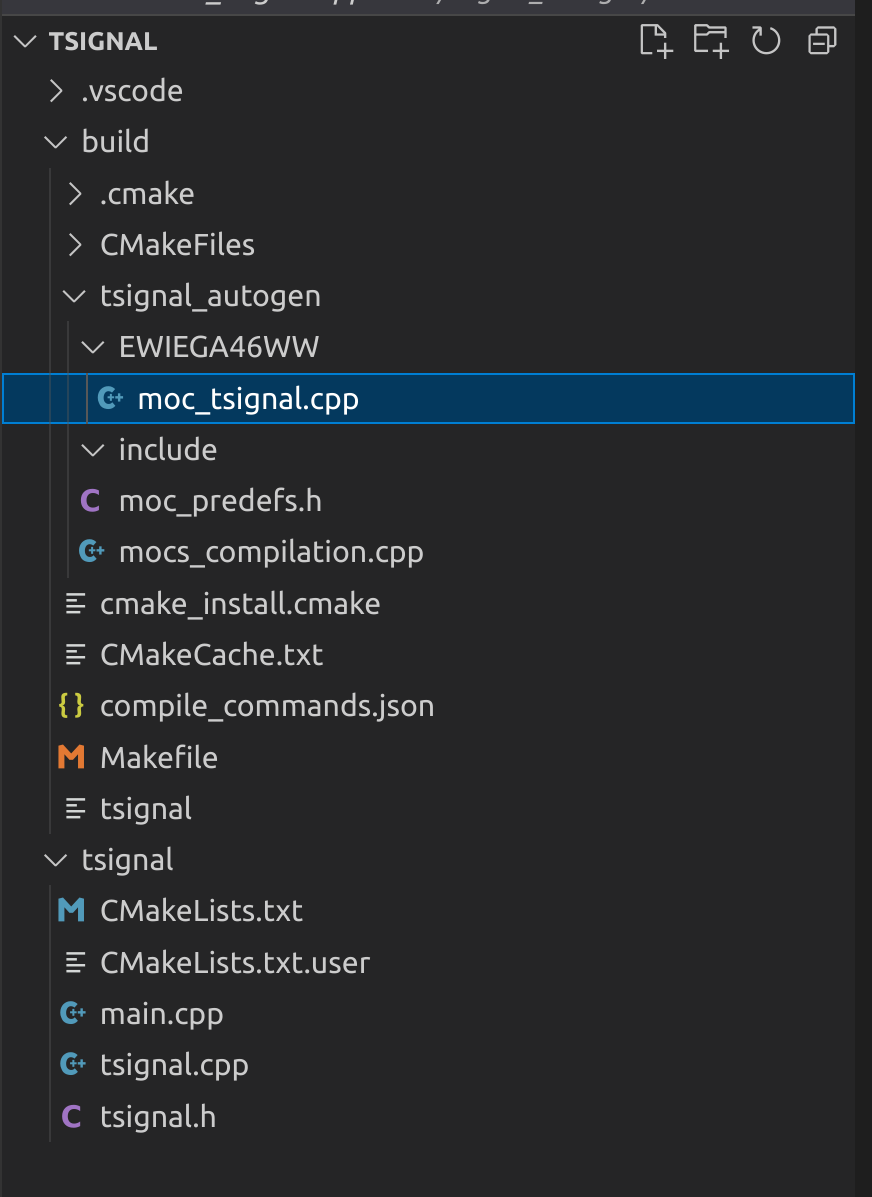 TSIGNAL
.vscode
build
.cmake
CMakeFiles
tsignal_autogen
EWIEGA46WW
moc_tsignal.cpp
include
moc_predefs.h
mocs_compilation.cpp
cmake_install.cmake
CMakeCache.txt
compile_commands.json
Makefile
tsignal
tsignal
CMakeLists.txt
CMakeLists.txt.user
main.cpp
tsignal.cpp
tsignal.h